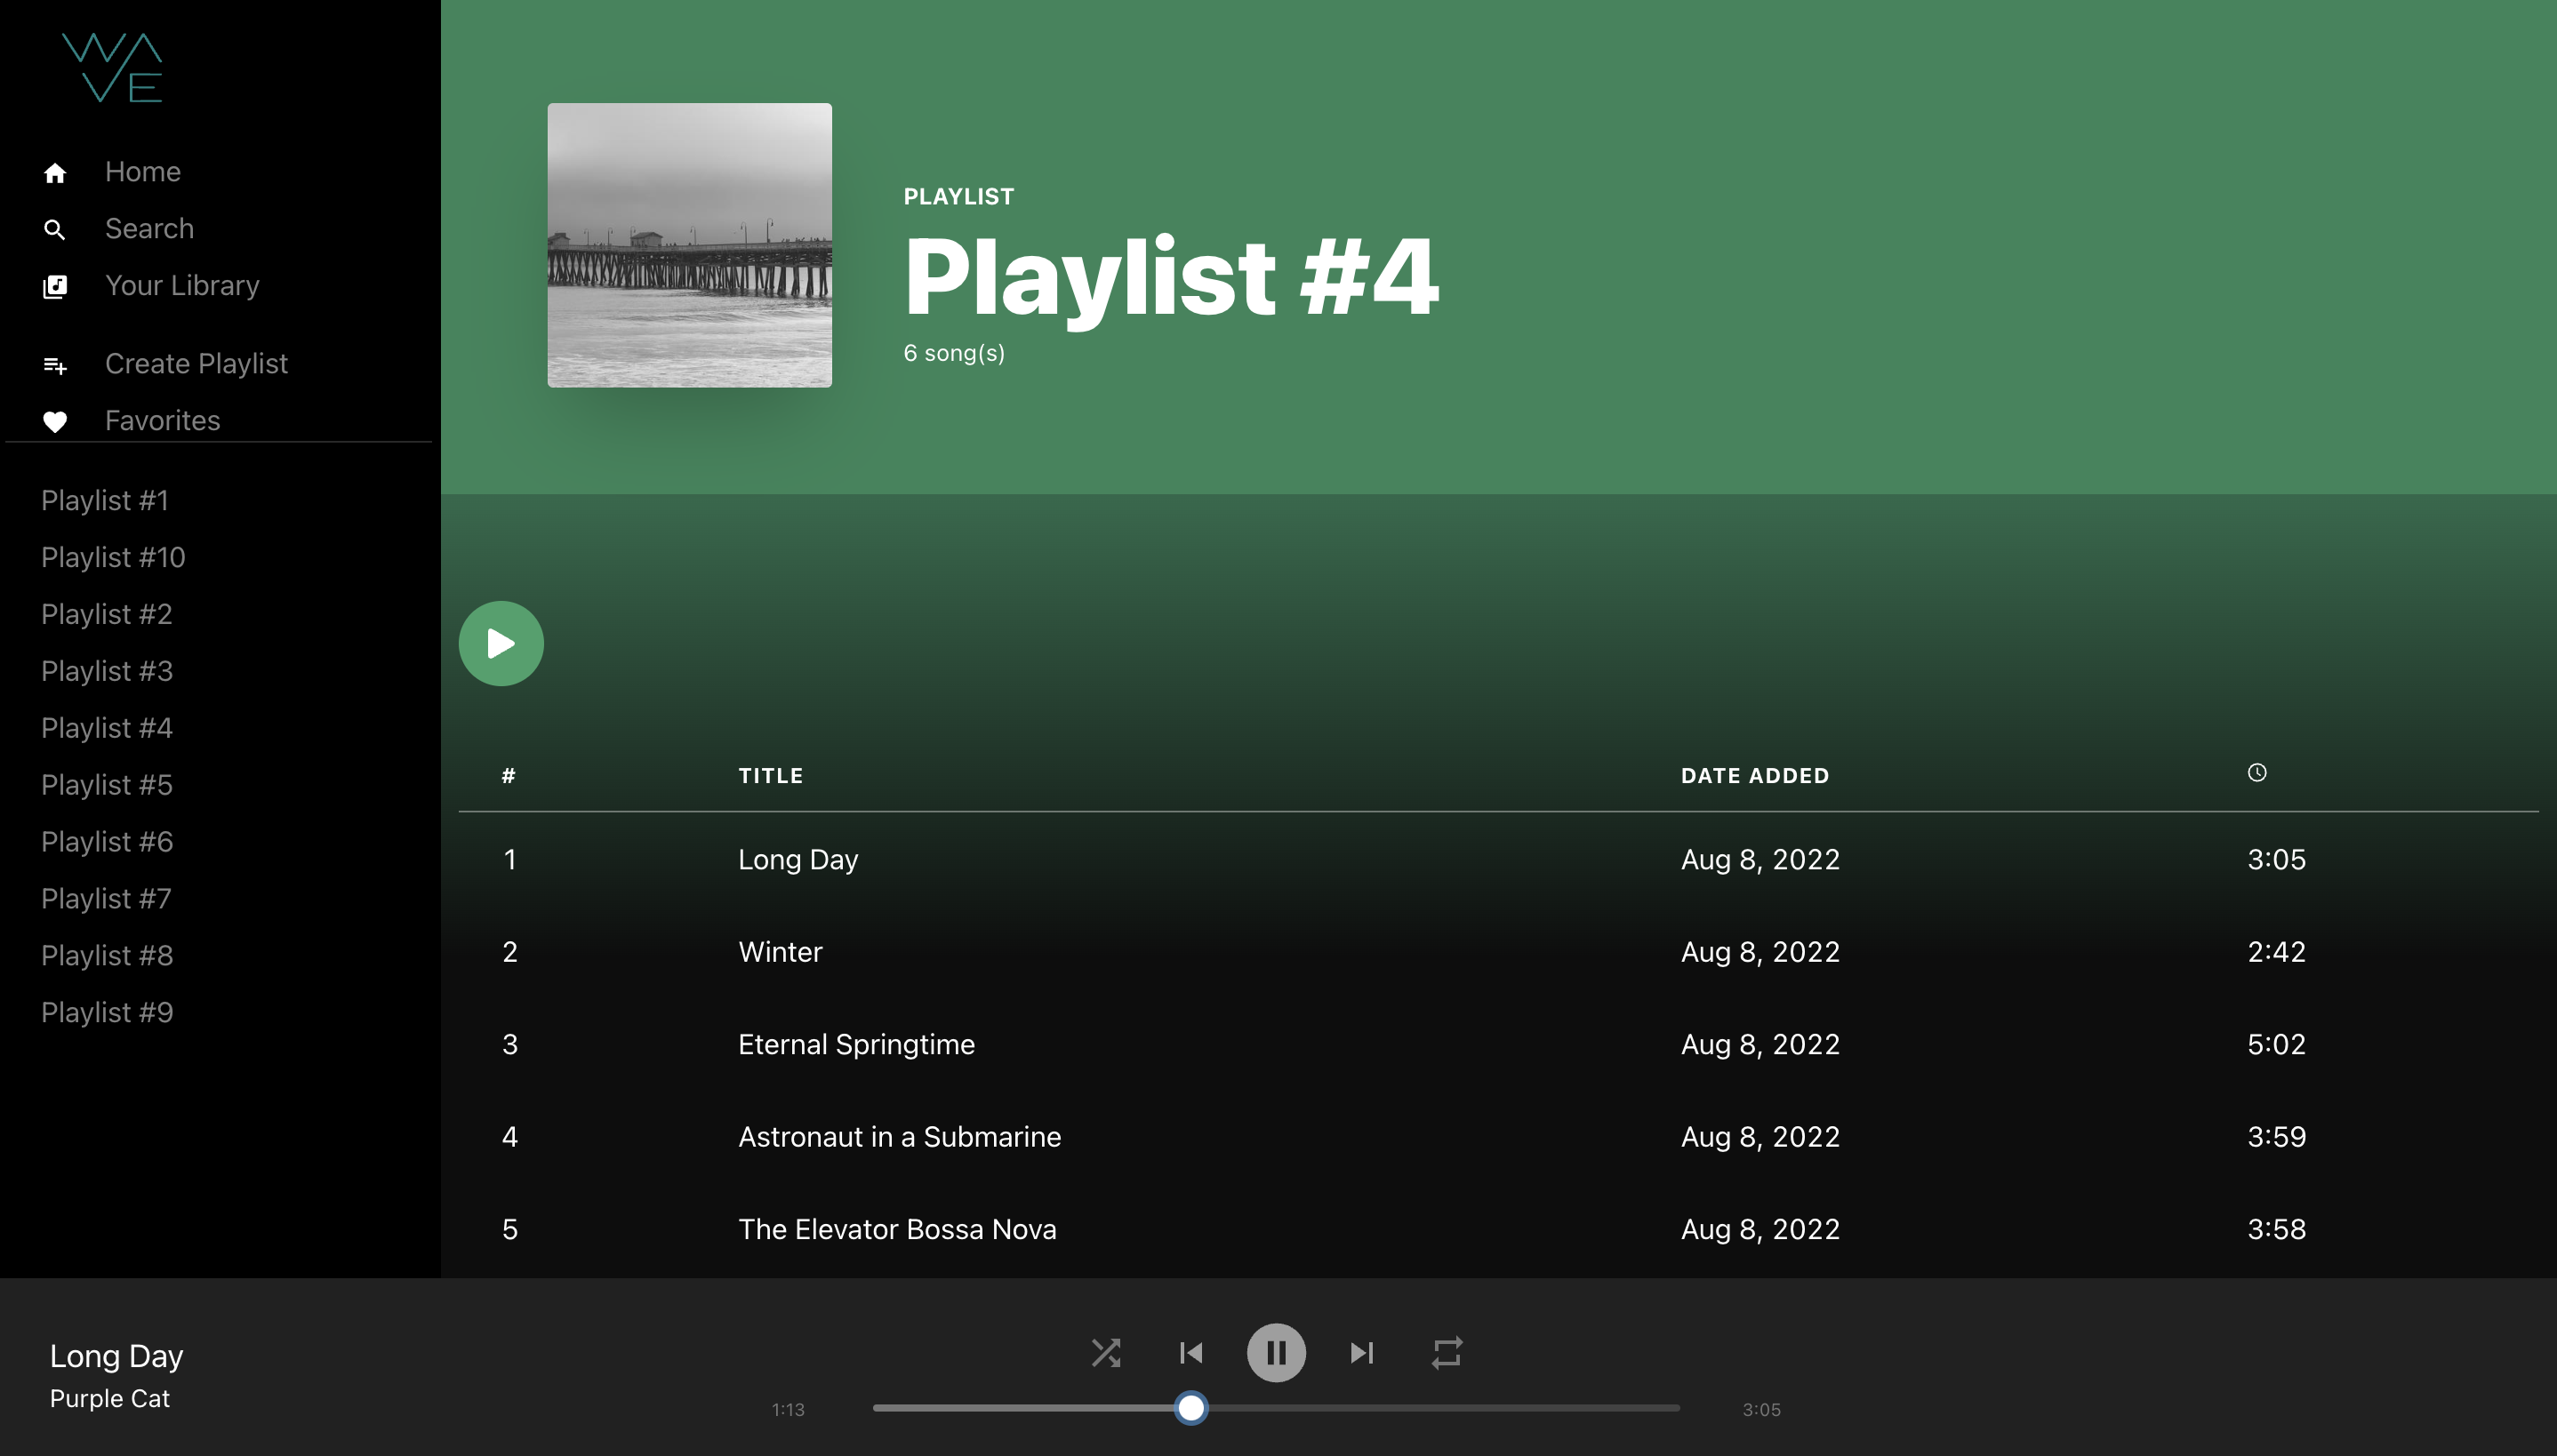 WAVE
Home
Search
Your Library
Create Playlist
Favorites
Playlist #1
Playlist #10
Playlist #2
Playlist #3
Playlist #4
Playlist #5
Playlist #6
Playlist #7
Playlist #8
Playlist #9
PLAYLIST
Playlist #4
6 song(s)
# TITLE DATE ADDED
1 Long Day Aug 8, 2022 3:05
2 Winter Aug 8, 2022 2:42
3 Eternal Springtime Aug 8, 2022 5:02
4 Astronaut in a Submarine Aug 8, 2022 3:59
5 The Elevator Bossa Nova Aug 8, 2022 3:58
Long Day
Purple Cat
1:13 3:05